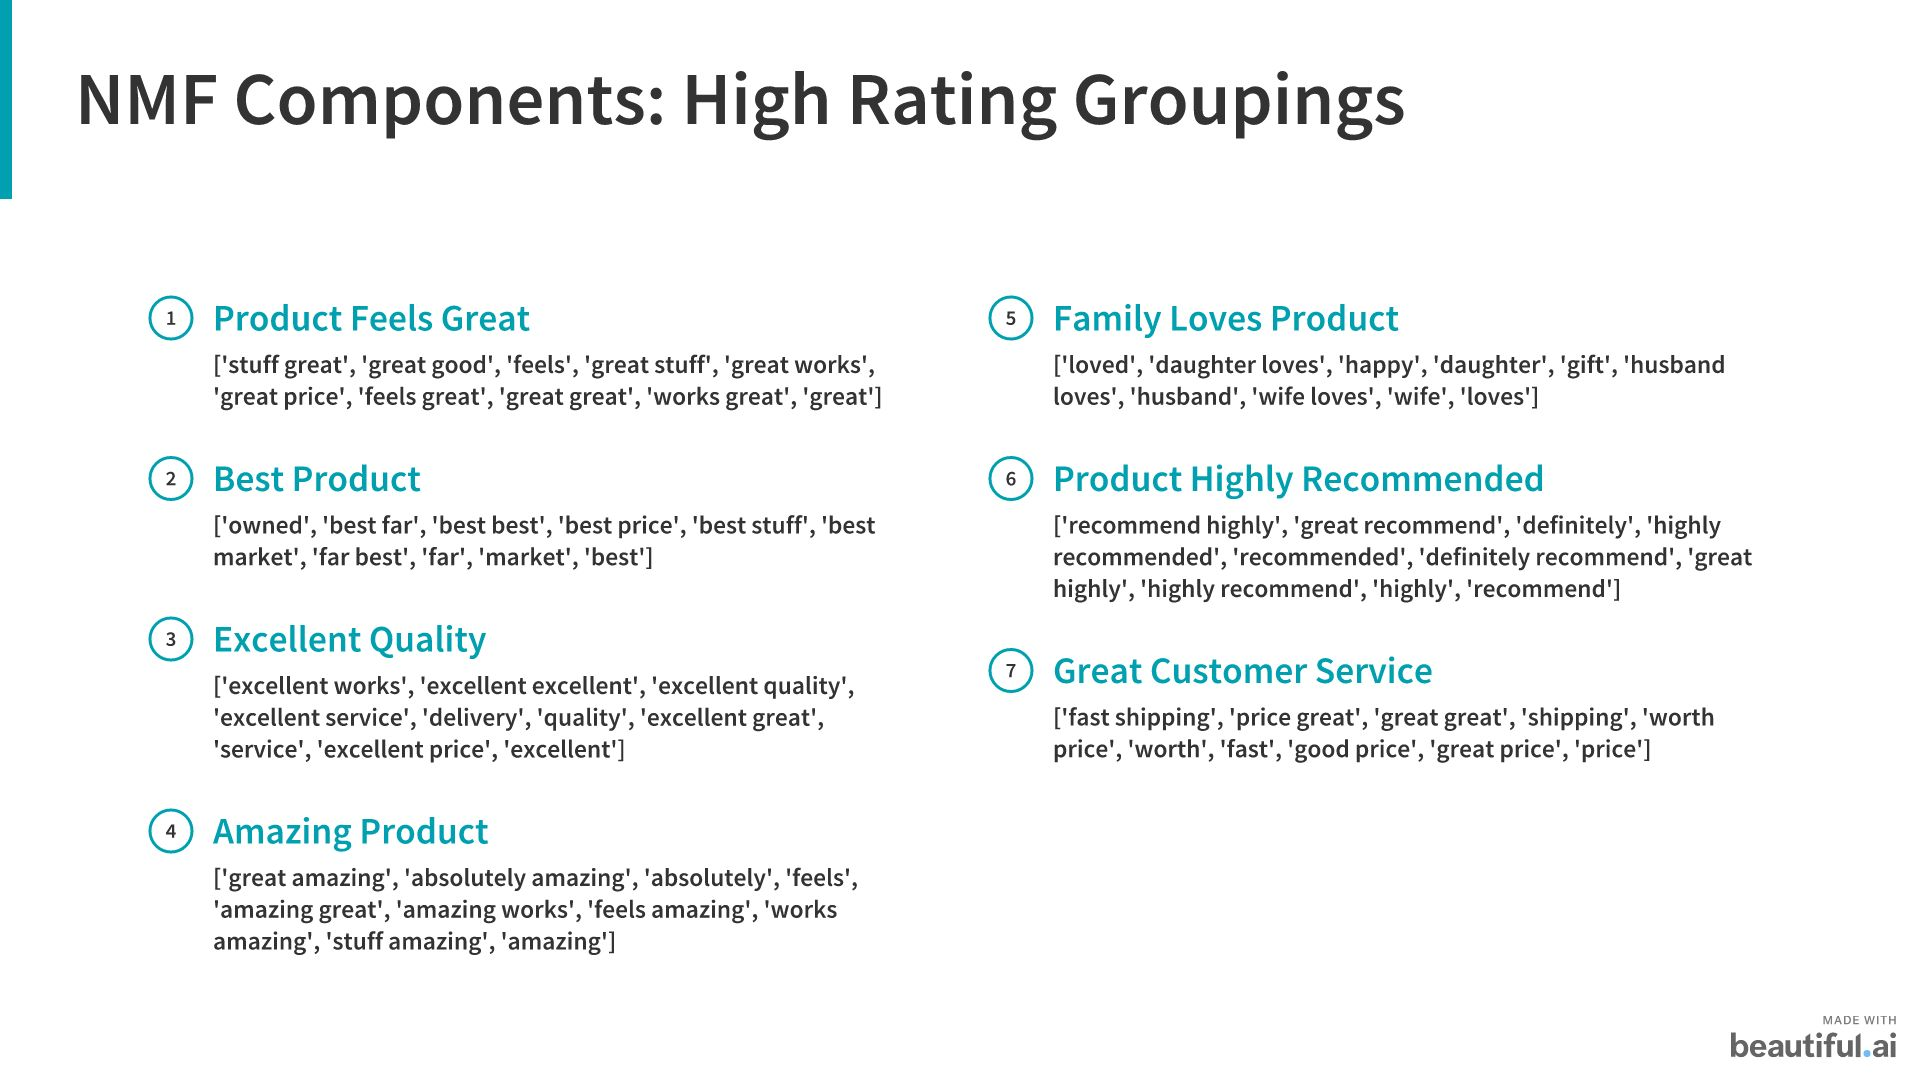 NMF Components: High Rating Groupings
1
Product Feels Great
['stuff great', 'great good', 'feels', 'great stuff', 'great works',
'great price', 'feels great', 'great great', 'works great', 'great']
2
Best Product
['owned', 'best far', 'best best', 'best price', 'best stuff', 'best
market', 'far best', 'far', 'market', 'best']
3
Excellent Quality
['excellent works', 'excellent excellent', 'excellent quality',
'excellent service', 'delivery', 'quality', 'excellent great',
'service', 'excellent price', 'excellent']
4
Amazing Product
['great amazing', 'absolutely amazing', 'absolutely', 'feels',
'amazing great', 'amazing works', 'feels amazing', 'works
amazing', 'stuff amazing', 'amazing']
5
Family Loves Product
['loved', 'daughter loves', 'happy', 'daughter', 'gift', 'husband
loves', 'husband', 'wife loves', 'wife', 'loves']
6
Product Highly Recommended
['recommend highly', 'great recommend', 'definitely', 'highly
recommended', 'recommended', 'definitely recommend', 'great
highly', 'highly recommend', 'highly', 'recommend']
7
Great Customer Service
['fast shipping', 'price great', 'great great', 'shipping', 'worth
price', 'worth', 'fast', 'good price', 'great price', 'price']
MADE WITH
beautiful.ai